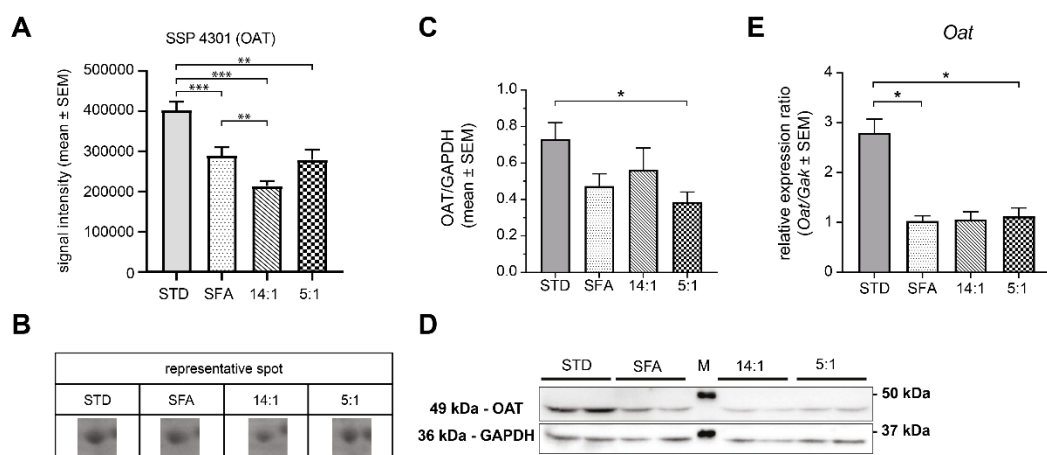 A
SSP 4301 (OAT)
signal intensity (mean ± SEM)
500000
400000
300000
200000
100000
0
**
***
***
**
STD SFA 14:1 5:1
B
representative spot
STD SFA 14:1 5:1
C
OAT/GAPDH
(mean ± SEM)
1.0
0.8
0.6
0.4
0.2
0.0
*
STD SFA 14:1 5:1
D
STD SFA M 14:1 5:1
49 kDa - OAT
36 kDa - GAPDH
- 50 kDa
- 37 kDa
E
Oat
relative expression ratio
(Oat/Gak ± SEM)
4
3
2
1
0
*
*
STD SFA 14:1 5:1